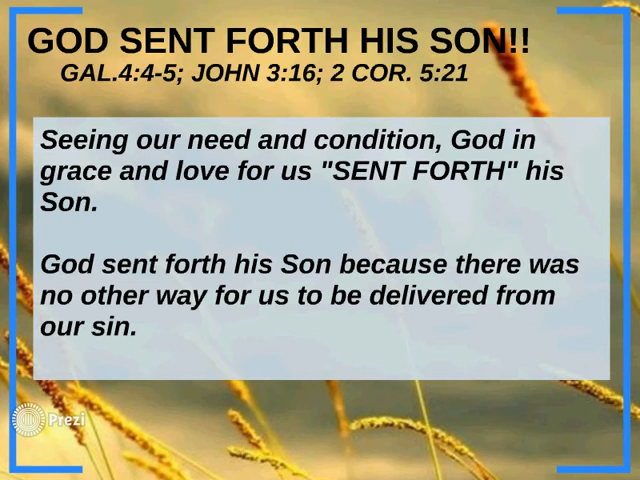 GOD SENT FORTH HIS SON!!
GAL.4:4-5; JOHN 3:16; 2 COR. 5:21
Seeing our need and condition, God in
grace and love for us "SENT FORTH" his
Son.
God sent forth his Son because there was
no other way for us to be delivered from
our sin.
Prezi